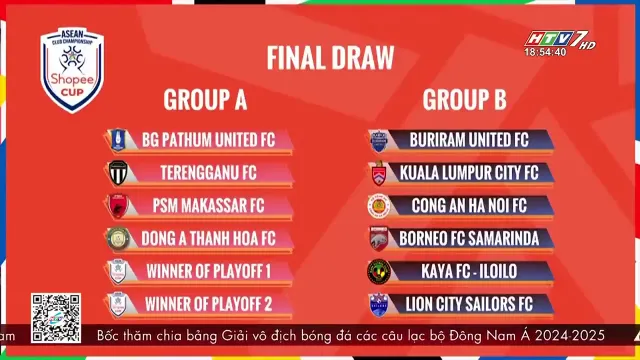 ASEAN
CLUB CHAMPIONSHIP
Shopee
CUP
HTV7 HD
18:54:40
FINAL DRAW
GROUP A
BG PATHUM UNITED FC
TERENGGANU FC
PSM MAKASSAR FC
DONG A THANH HOA FC
WINNER OF PLAYOFF 1
WINNER OF PLAYOFF 2
GROUP B
BURIRAM UNITED FC
KUALA LUMPUR CITY FC
CONG AN HA NOI FC
BORNEO FC SAMARINDA
KAYA FC - ILOILO
LION CITY SAILORS FC
am Bốc thăm chia bảng Giải vô địch bóng đá các câu lạc bộ Đông Nam Á 2024-2025